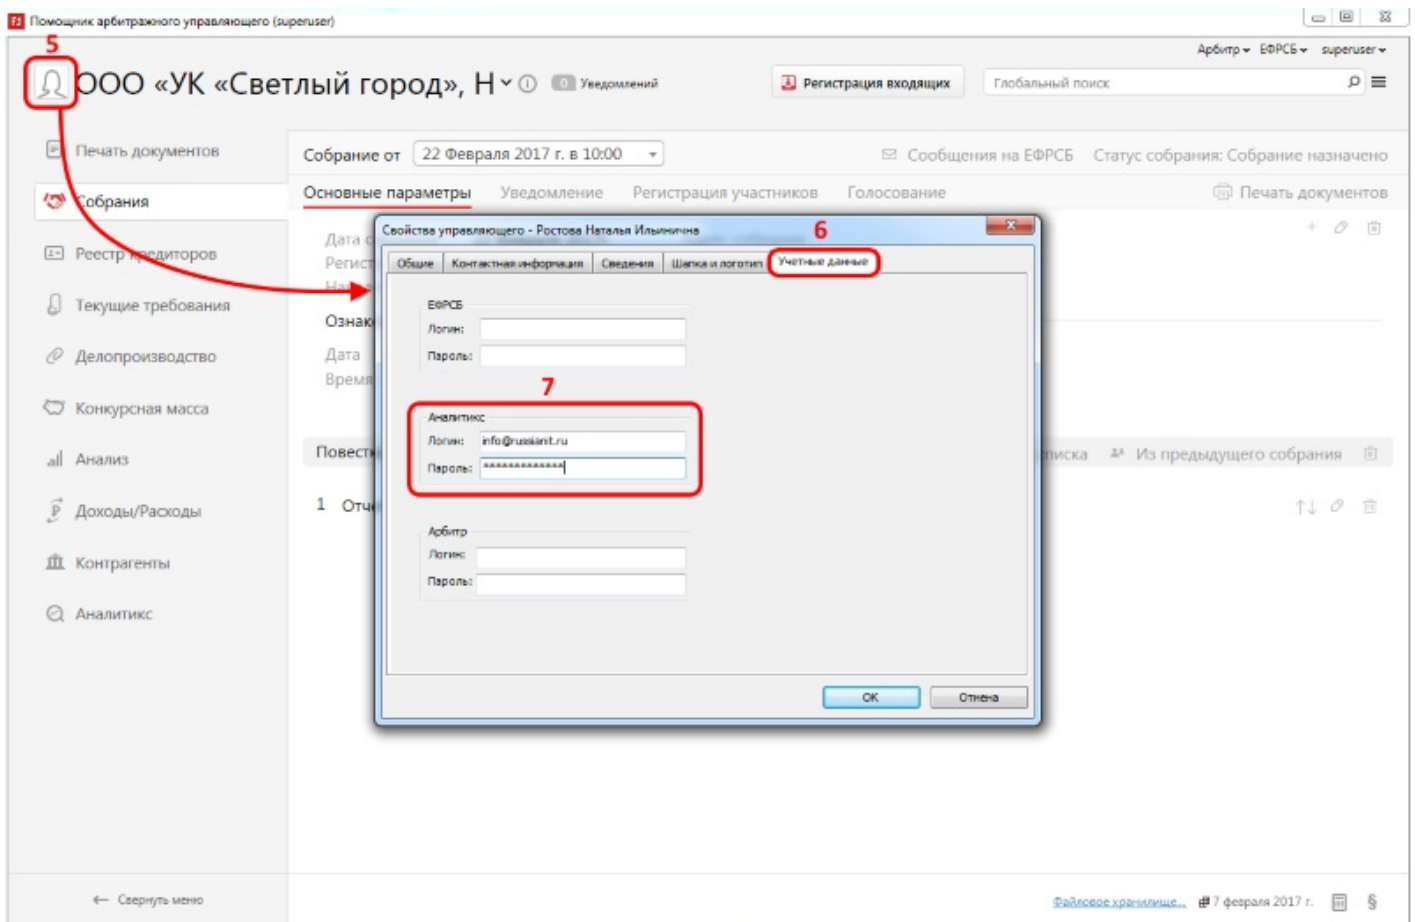 Помощник арбитражного управляющего (superuser)
5
Арбитр ЕФРСБ superuser
ООО «УК «Светлый город», Н 0 Уведомлений
Регистрация входящих
Глобальный поиск
Печать документов
Собрания
Реестр кредиторов
Текущие требования
Делопроизводство
Конкурсная масса
Анализ
Доходы/Расходы
Контрагенты
Аналитикс
Свернуть меню
Собрание от 22 Февраля 2017 г. в 10:00
Сообщения на ЕФРСБ Статус собрания: Собрание назначено
Основные параметры Уведомление Регистрация участников Голосование Печать документов
Дата с
Регист
Ознак
Дата
Время
Повестк
писка Из предыдущего собрания
1 Отче
Свойства управляющего - Ростова Наталья Ильинична
6
Общие Контактная информация Сведения Шапка и логотип Учетные данные
ЕФРСБ
Логин:
Пароль:
7
Аналитикс
Логин: info@russianit.ru
Пароль: *************
Арбитр
Логин:
Пароль:
ОК Отмена
Файловое хранилище... 7 февраля 2017 г. §